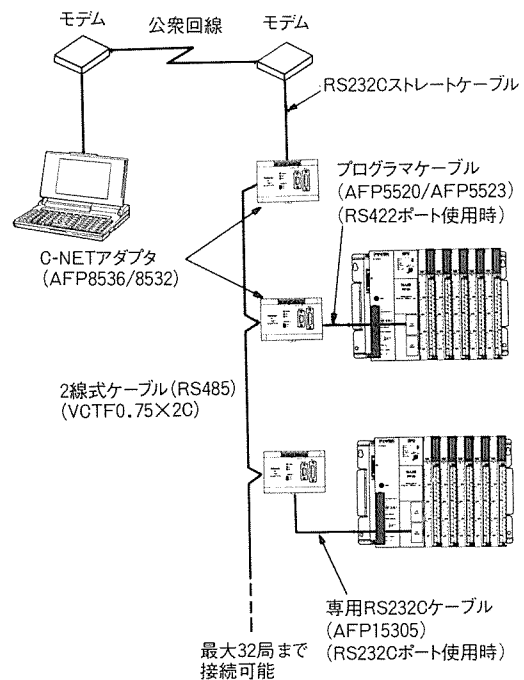 モデム
公衆回線
モデム
RS232Cストレートケーブル
プログラマケーブル
(AFP5520/AFP5523)
(RS422ポート使用時)
C-NETアダプタ
(AFP8536/8532)
2線式ケーブル(RS485)
(VCTF0.75×2C)
専用RS232Cケーブル
(AFP15305)
(RS232Cポート使用時)
最大32局まで
接続可能